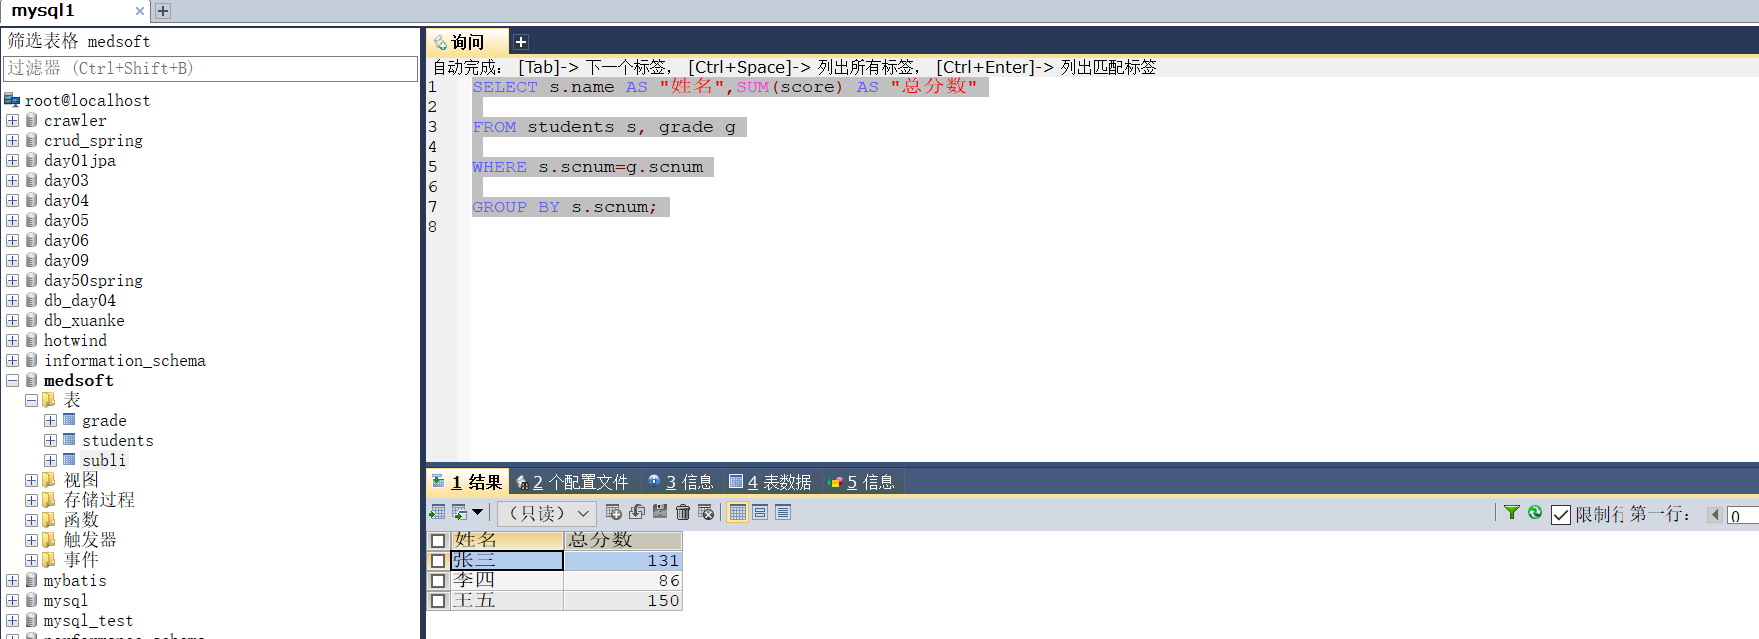 mysql1
筛选表格 medsoft
过滤器 (Ctrl+Shift+B)
root@localhost
crawler
crud_spring
day01jpa
day03
day04
day05
day06
day09
day50spring
db_day04
db_xuanke
hotwind
information_schema
medsoft
表
grade
students
subli
视图
存储过程
函数
触发器
事件
mybatis
mysql
mysql_test
performance_schema
询问
自动完成: [Tab]-> 下一个标签, [Ctrl+Space]-> 列出所有标签, [Ctrl+Enter]-> 列出匹配标签
1 SELECT s.name AS "姓名",SUM(score) AS "总分数"
2
3 FROM students s, grade g
4
5 WHERE s.scnum=g.scnum
6
7 GROUP BY s.scnum;
8
1 结果 2 个配置文件 3 信息 4 表数据 5 信息
(只读) 限制行 第一行: 0
姓名 总分数
张三 131
李四 86
王五 150